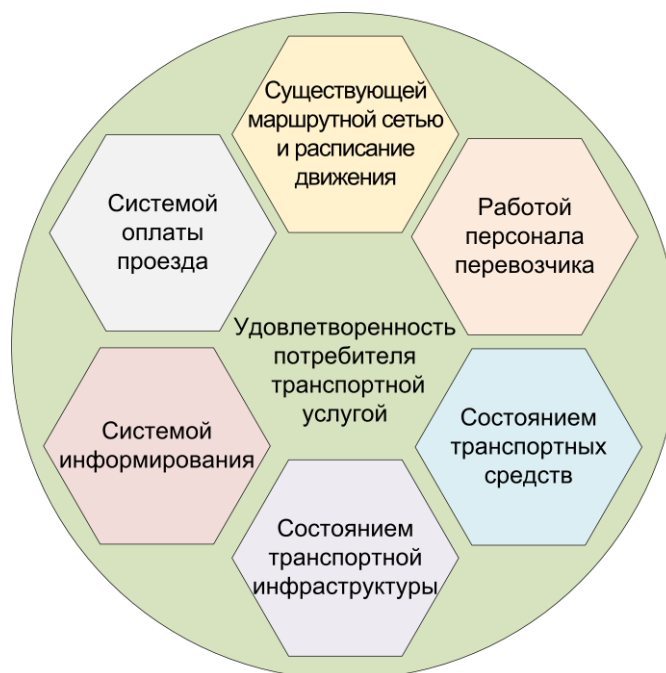 Существующей
маршрутной сетью
и расписание
движения
Работой
персонала
перевозчика
Состоянием
транспортных
средств
Состоянием
транспортной
инфраструктуры
Системой
информирования
Системой
оплаты
проезда
Удовлетворенность
потребителя
транспортной
услугой